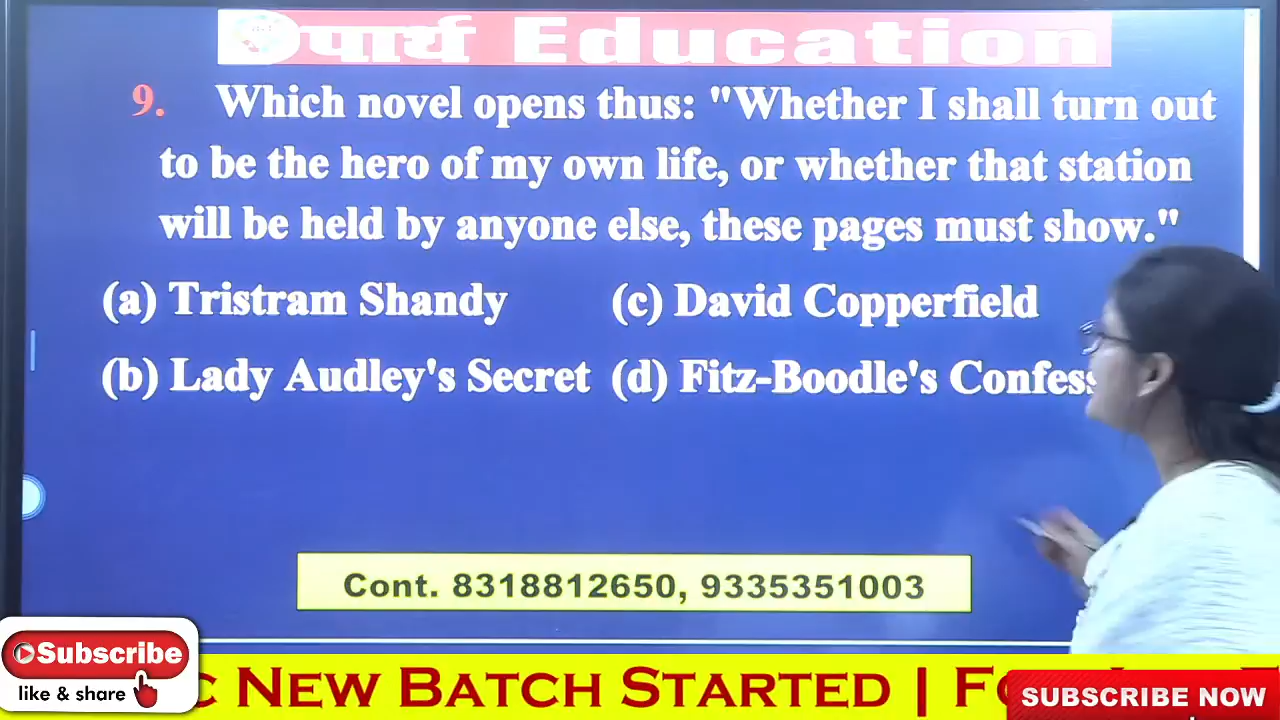 पार्थ Education
9. Which novel opens thus: "Whether I shall turn out
to be the hero of my own life, or whether that station
will be held by anyone else, these pages must show."
(a) Tristram Shandy (c) David Copperfield
(b) Lady Audley's Secret (d) Fitz-Boodle's
Cont. 8318812650, 9335351003
Subscribe
like & share
NEW BATCH STARTED |
SUBSCRIBE NOW